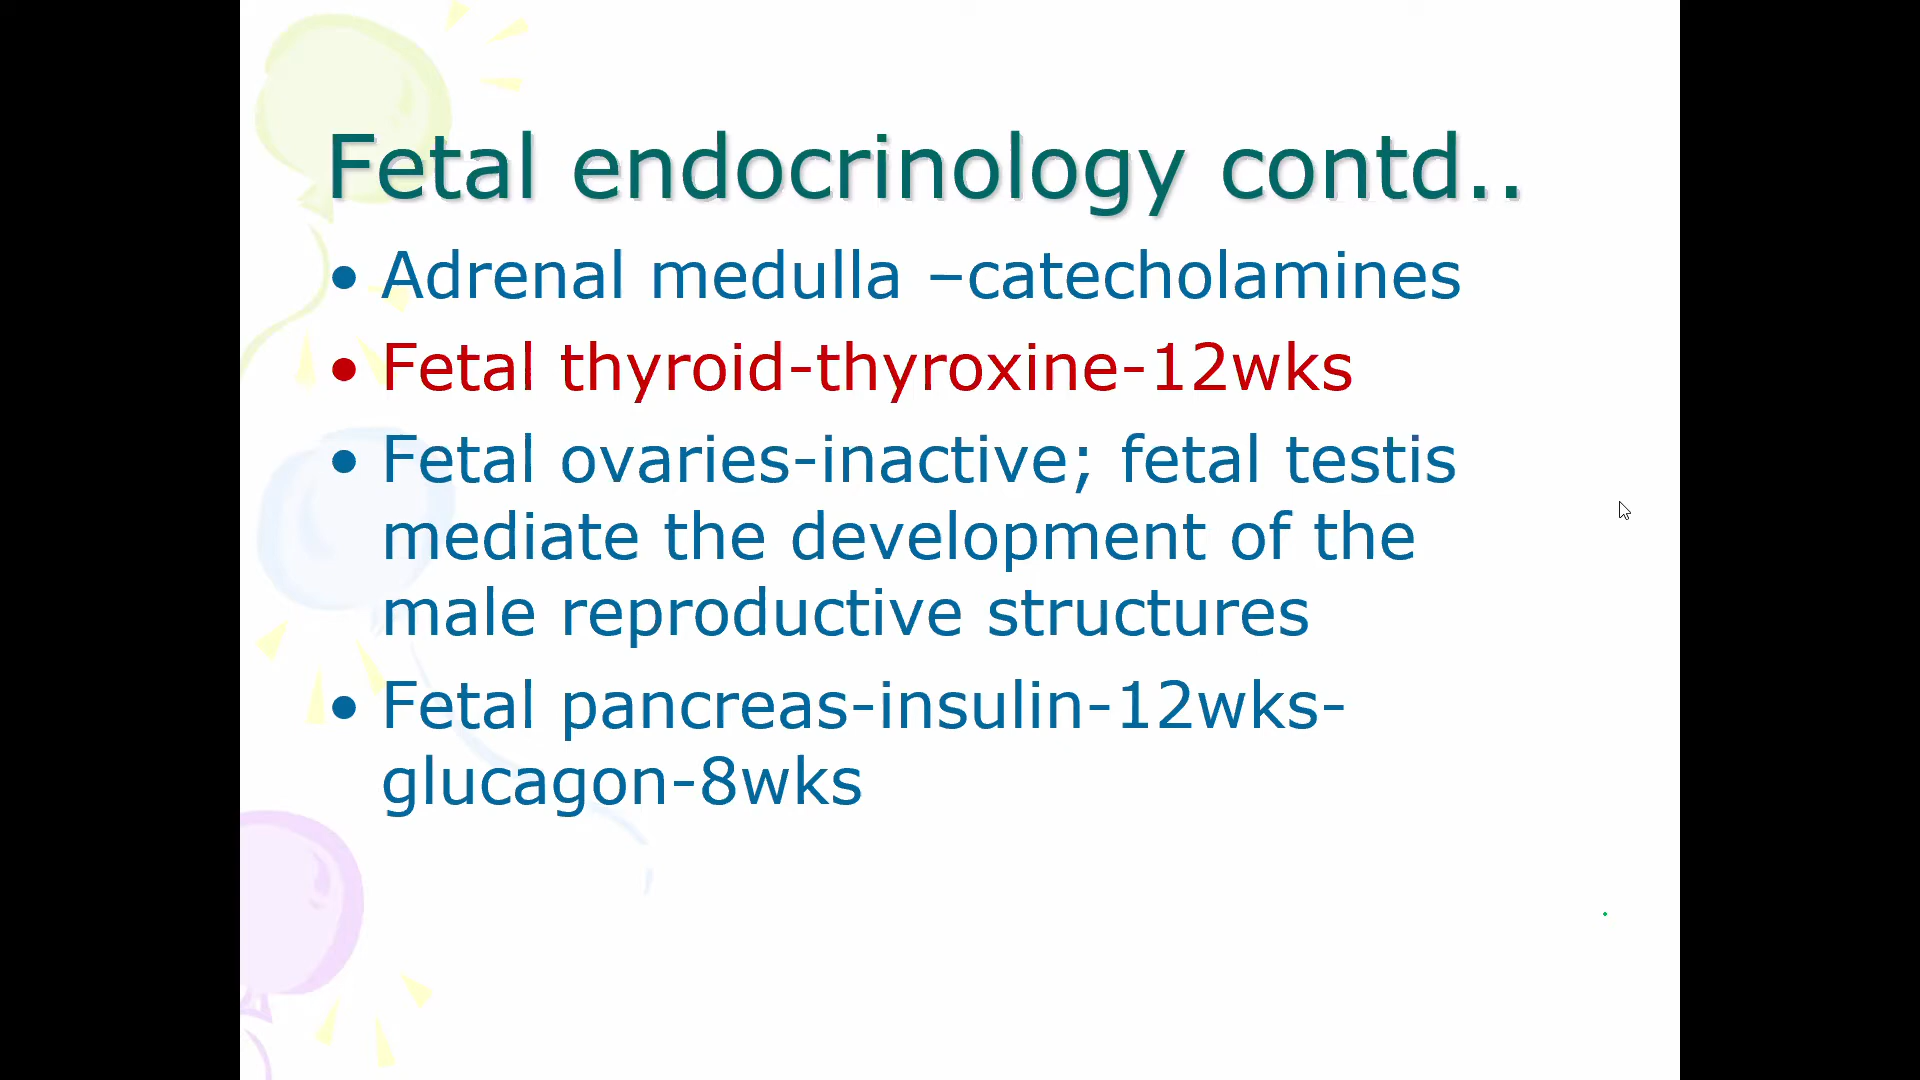 Fetal endocrinology contd..
• Adrenal medulla –catecholamines
• Fetal thyroid-thyroxine-12wks
• Fetal ovaries-inactive; fetal testis
mediate the development of the
male reproductive structures
• Fetal pancreas-insulin-12wks-
glucagon-8wks